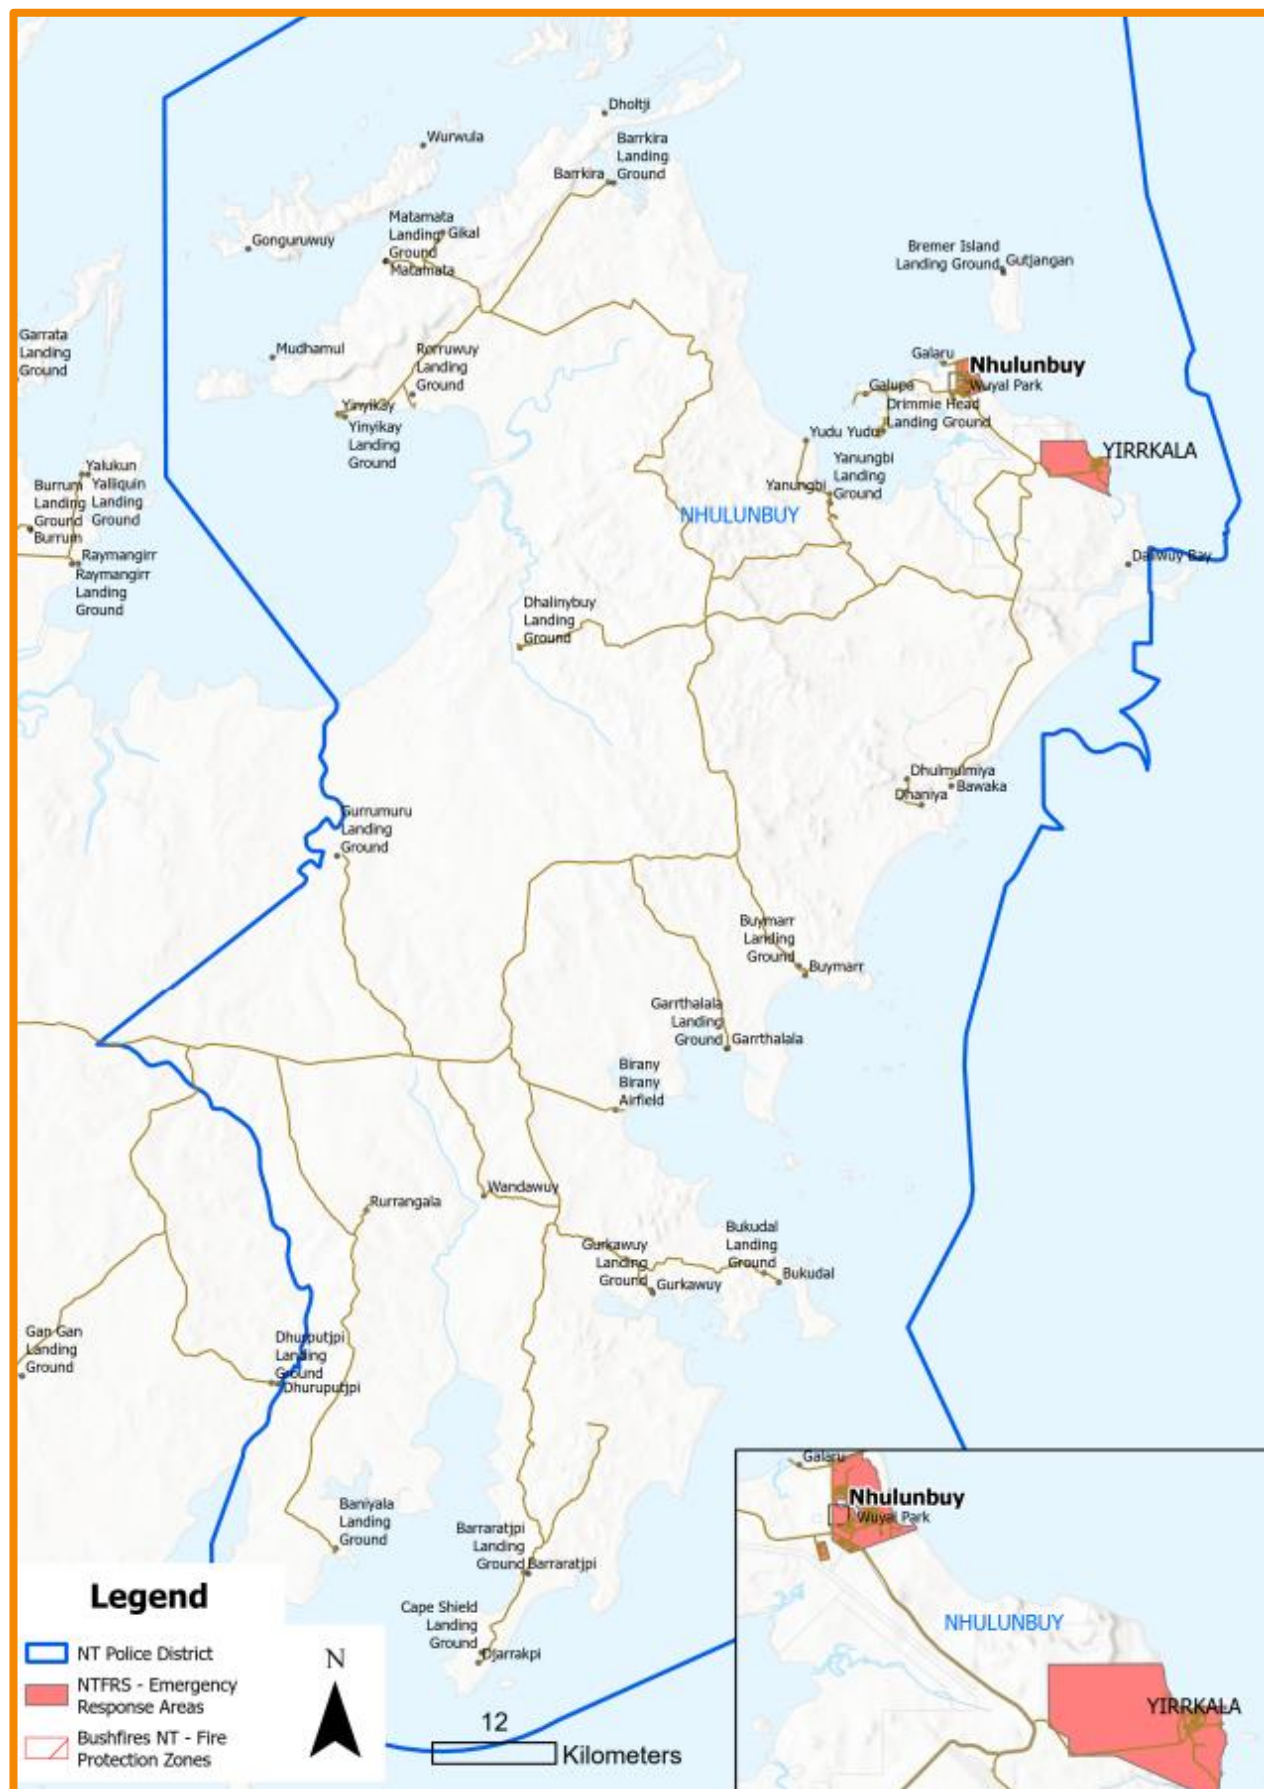 Dholtji
Wurwula
Barrkira
Landing
Ground
Barrkira
Matamata
Landing
Ground
Gikal
Matamata
Gonguruwuy
Bremer Island
Landing Ground
Gutjangan
Garrata
Landing
Ground
Mudhamul
Rorruwuy
Landing
Ground
Galaru
Nhulunbuy
Wuyal Park
Galupa
Drimmie Head
Landing Ground
Yinyikay
Yinyikay
Landing
Ground
Yudu Yudu
YIRRKALA
Yalukun
Yalliquin
Landing
Ground
Burrum
Landing
Ground
Burrum
Yanungbi
Landing
Ground
Yanungbi
NHULUNBUY
Raymangirr
Raymangirr
Landing
Ground
Daliwuy Bay
Dhalinybuy
Landing
Ground
Dhulmulmiya
Bawaka
Dhaniya
Gurrumuru
Landing
Ground
Buymarr
Landing
Ground
Buymarr
Garrthalala
Landing
Ground
Garrthalala
Birany
Birany
Airfield
Wandawuy
Rurrangala
Gurkawuy
Landing
Ground
Gurkawuy
Bukudal
Landing
Ground
Bukudal
Gan Gan
Landing
Ground
Dhurputjpi
Landing
Ground
Dhuruputjpi
Baniyala
Landing
Ground
Barraratjpi
Landing
Ground
Barraratjpi
Cape Shield
Landing
Ground
Djarrakpi
Legend
NT Police District
NTFRS - Emergency
Response Areas
Bushfires NT - Fire
Protection Zones
N
12
Kilometers
Galaru
Nhulunbuy
Wuyal Park
NHULUNBUY
YIRRKALA